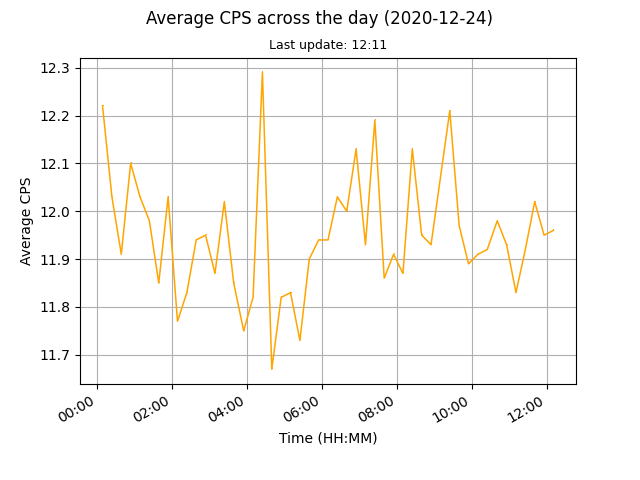 Average CPS across the day (2020-12-24)
Last update: 12:11
12.3
12.2
12.1
12.0
11.9
11.8
11.7
Average CPS
00:00 02:00 04:00 06:00 08:00 10:00 12:00
Time (HH:MM)